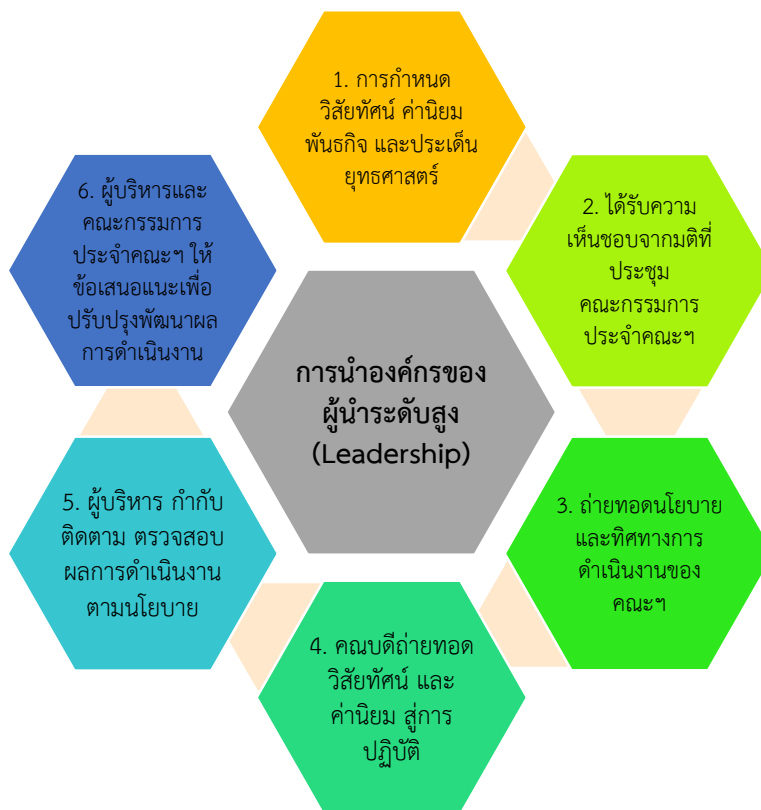 1. การกำหนด
วิสัยทัศน์ ค่านิยม
พันธกิจ และประเด็น
ยุทธศาสตร์
2. ได้รับความ
เห็นชอบจากมติที่
ประชุม
คณะกรรมการ
ประจำคณะฯ
3. ถ่ายทอดนโยบาย
และทิศทางการ
ดำเนินงานของ
คณะฯ
4. คณบดีถ่ายทอด
วิสัยทัศน์ และ
ค่านิยม สู่การ
ปฏิบัติ
5. ผู้บริหาร กำกับ
ติดตาม ตรวจสอบ
ผลการดำเนินงาน
ตามนโยบาย
6. ผู้บริหารและ
คณะกรรมการ
ประจำคณะฯ ให้
ข้อเสนอแนะเพื่อ
ปรับปรุงพัฒนาผล
การดำเนินงาน
การนำองค์กรของ
ผู้นำระดับสูง
(Leadership)